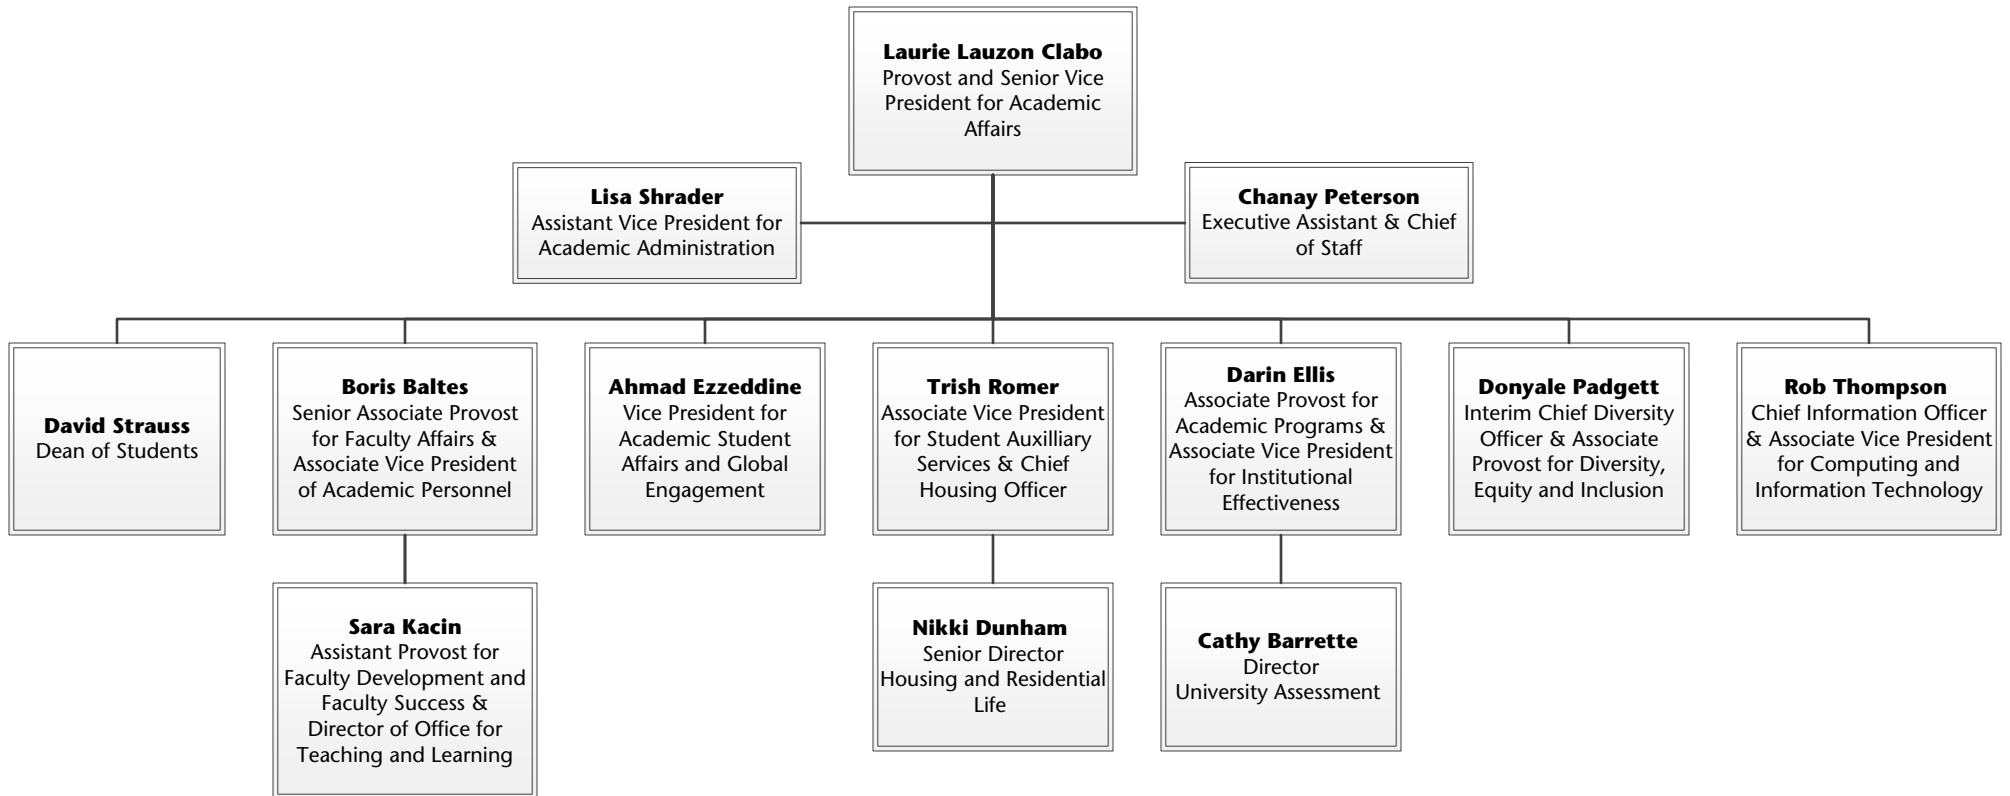 Laurie Lauzon Clabo
Provost and Senior Vice
President for Academic
Affairs
Lisa Shrader
Assistant Vice President for
Academic Administration
Chanay Peterson
Executive Assistant & Chief
of Staff
David Strauss
Dean of Students
Boris Baltes
Senior Associate Provost
for Faculty Affairs &
Associate Vice President
of Academic Personnel
Ahmad Ezzeddine
Vice President for
Academic Student
Affairs and Global
Engagement
Trish Romer
Associate Vice President
for Student Auxilliary
Services & Chief
Housing Officer
Darin Ellis
Associate Provost for
Academic Programs &
Associate Vice President
for Institutional
Effectiveness
Donyale Padgett
Interim Chief Diversity
Officer & Associate
Provost for Diversity,
Equity and Inclusion
Rob Thompson
Chief Information Officer
& Associate Vice President
for Computing and
Information Technology
Sara Kacin
Assistant Provost for
Faculty Development and
Faculty Success &
Director of Office for
Teaching and Learning
Nikki Dunham
Senior Director
Housing and Residential
Life
Cathy Barrette
Director
University Assessment